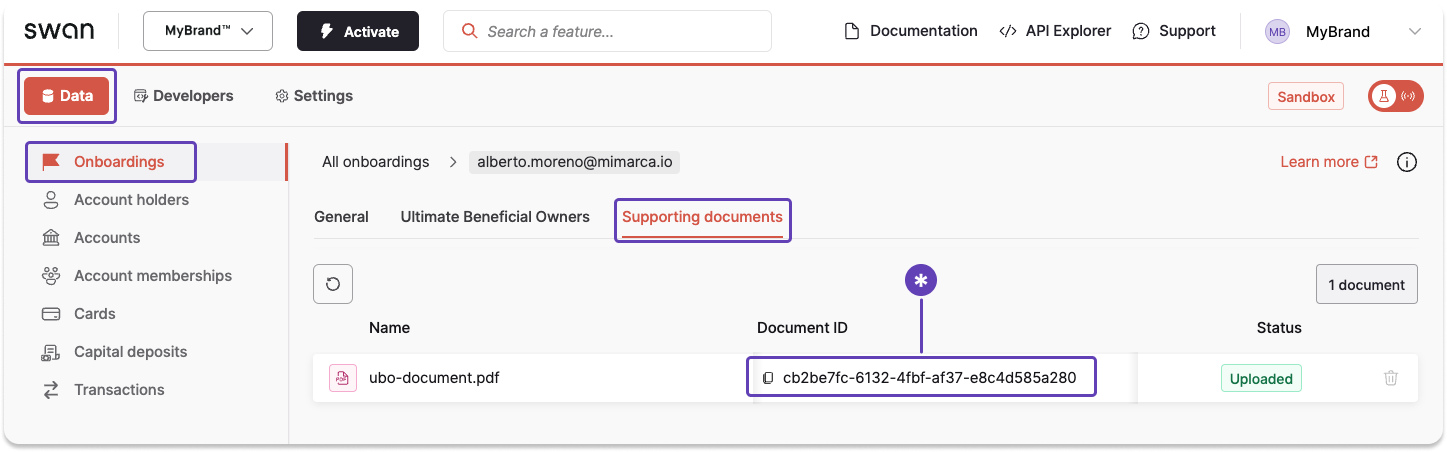 swan
MyBrand™
Activate
Search a feature...
Documentation
API Explorer
Support
MB
MyBrand
Data
Developers
Settings
Sandbox
Onboardings
Account holders
Accounts
Account memberships
Cards
Capital deposits
Transactions
All onboardings
alberto.moreno@mimarca.io
Learn more
General
Ultimate Beneficial Owners
Supporting documents
*
1 document
Name
Document ID
Status
PDF
ubo-document.pdf
cb2be7fc-6132-4fbf-af37-e8c4d585a280
Uploaded